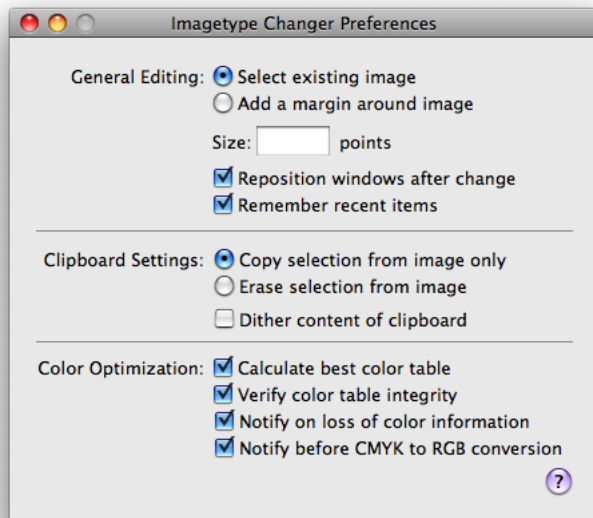 Imagetype Changer Preferences
General Editing: Select existing image
Add a margin around image
Size: points
Reposition windows after change
Remember recent items
Clipboard Settings: Copy selection from image only
Erase selection from image
Dither content of clipboard
Color Optimization: Calculate best color table
Verify color table integrity
Notify on loss of color information
Notify before CMYK to RGB conversion
?